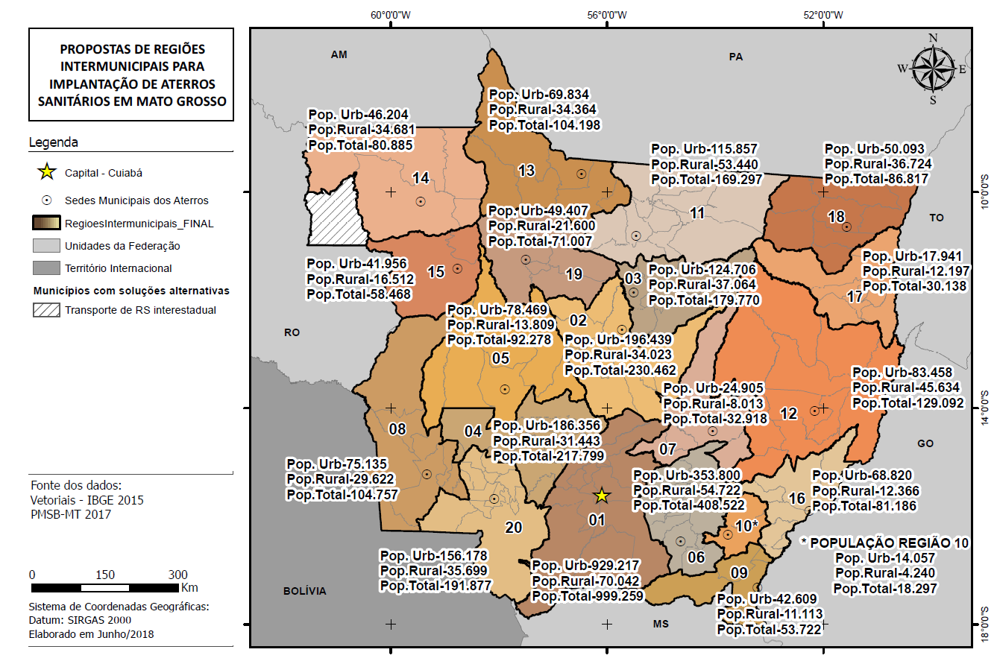 PROPOSTAS DE REGIÕES
INTERMUNICIPAIS PARA
IMPLANTAÇÃO DE ATERROS
SANITÁRIOS EM MATO GROSSO
Legenda
Capital - Cuiabá
Sedes Municipais dos Aterros
RegioesIntermunicipais_FINAL
Unidades da Federação
Território Internacional
Municípios com soluções alternativas
Transporte de RS interestadual
Fonte dos dados:
Vetoriais - IBGE 2015
PMSB-MT 2017
0 150 300
Km
Sistema de Coordenadas Geográficas:
Datum: SIRGAS 2000
Elaborado em Junho/2018
60°0'0"W
56°0'0"W
52°0'0"W
10°0'0"S
14°0'0"S
18°0'0"S
N
W E
S
AM
PA
TO
RO
GO
MS
BOLÍVIA
Pop. Urb-46.204
Pop.Rural-34.681
Pop.Total-80.885
14
Pop. Urb-69.834
Pop.Rural-34.364
Pop.Total-104.198
13
Pop. Urb-115.857
Pop.Rural-53.440
Pop.Total-169.297
11
Pop. Urb-50.093
Pop.Rural-36.724
Pop.Total-86.817
18
Pop. Urb-49.407
Pop.Rural-21.600
Pop.Total-71.007
19
Pop. Urb-41.956
Pop.Rural-16.512
Pop.Total-58.468
15
03
Pop. Urb-124.706
Pop.Rural-37.064
Pop.Total-179.770
Pop. Urb-17.941
Pop.Rural-12.197
Pop.Total-30.138
17
Pop. Urb-78.469
Pop.Rural-13.809
Pop.Total-92.278
05
02
Pop. Urb-196.439
Pop.Rural-34.023
Pop.Total-230.462
Pop. Urb-83.458
Pop.Rural-45.634
Pop.Total-129.092
12
Pop. Urb-24.905
Pop.Rural-8.013
Pop.Total-32.918
07
08
04
Pop. Urb-186.356
Pop.Rural-31.443
Pop.Total-217.799
Pop. Urb-75.135
Pop.Rural-29.622
Pop.Total-104.757
Pop. Urb-353.800
Pop.Rural-54.722
Pop.Total-408.522
06
Pop. Urb-68.820
Pop.Rural-12.366
Pop.Total-81.186
16
10*
* POPULAÇÃO REGIÃO 10
Pop. Urb-14.057
Pop.Rural-4.240
Pop.Total-18.297
20
Pop. Urb-156.178
Pop.Rural-35.699
Pop.Total-191.877
01
Pop. Urb-929.217
Pop.Rural-70.042
Pop.Total-999.259
09
Pop. Urb-42.609
Pop.Rural-11.113
Pop.Total-53.722